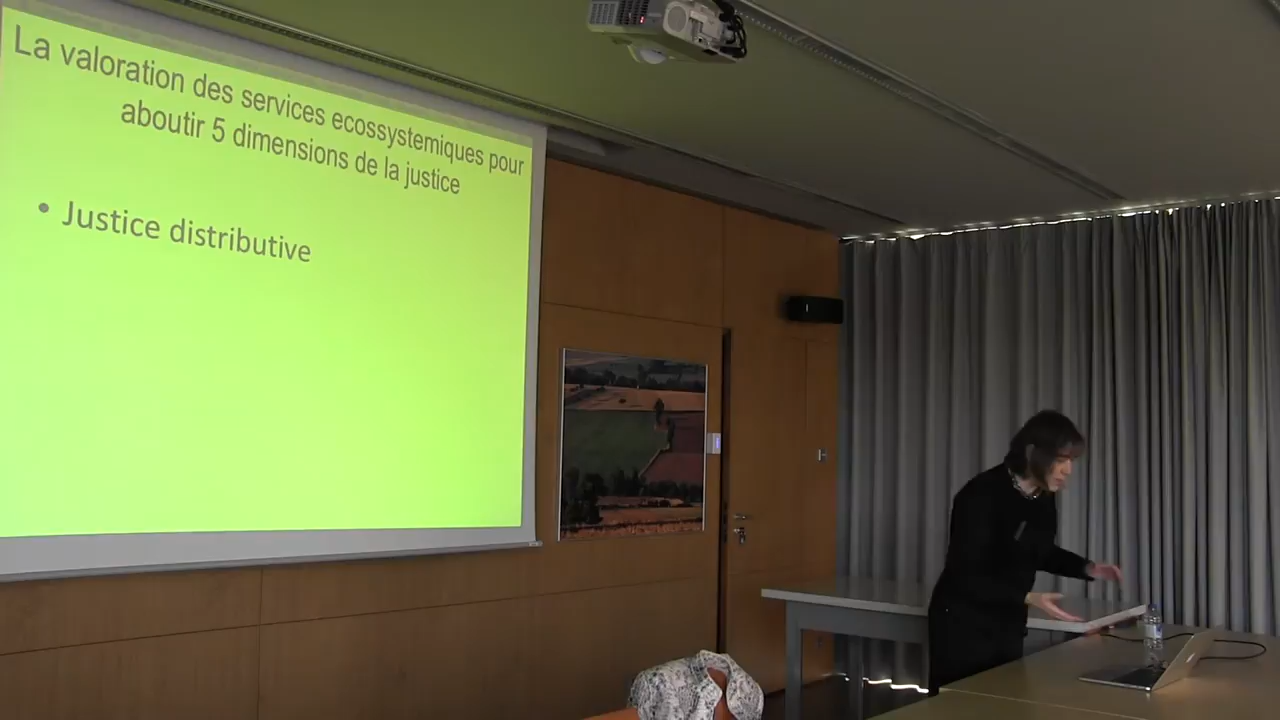 La valoration des services ecossystemiques pour
aboutir 5 dimensions de la justice
• Justice distributive